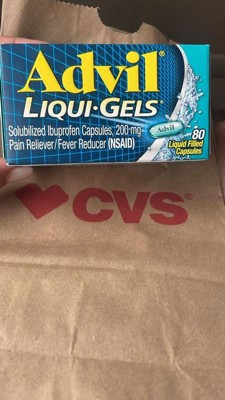 Advil
LIQUI·GELS
Solubilized Ibuprofen Capsules, 200 mg
Pain Reliever/Fever Reducer (NSAID)
Advil
80
Liquid Filled
Capsules
CVS®